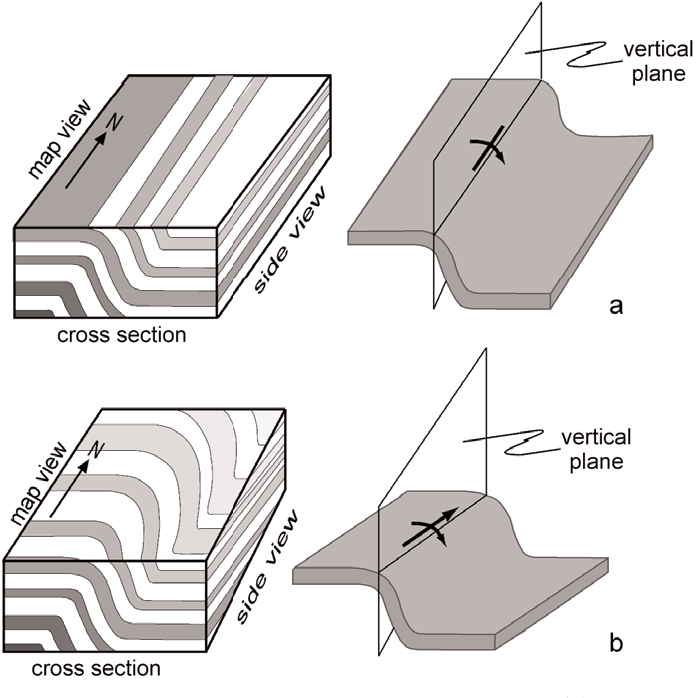 map view
N
vertical
plane
side view
cross section
a
map view
N
vertical
plane
side view
cross section
b